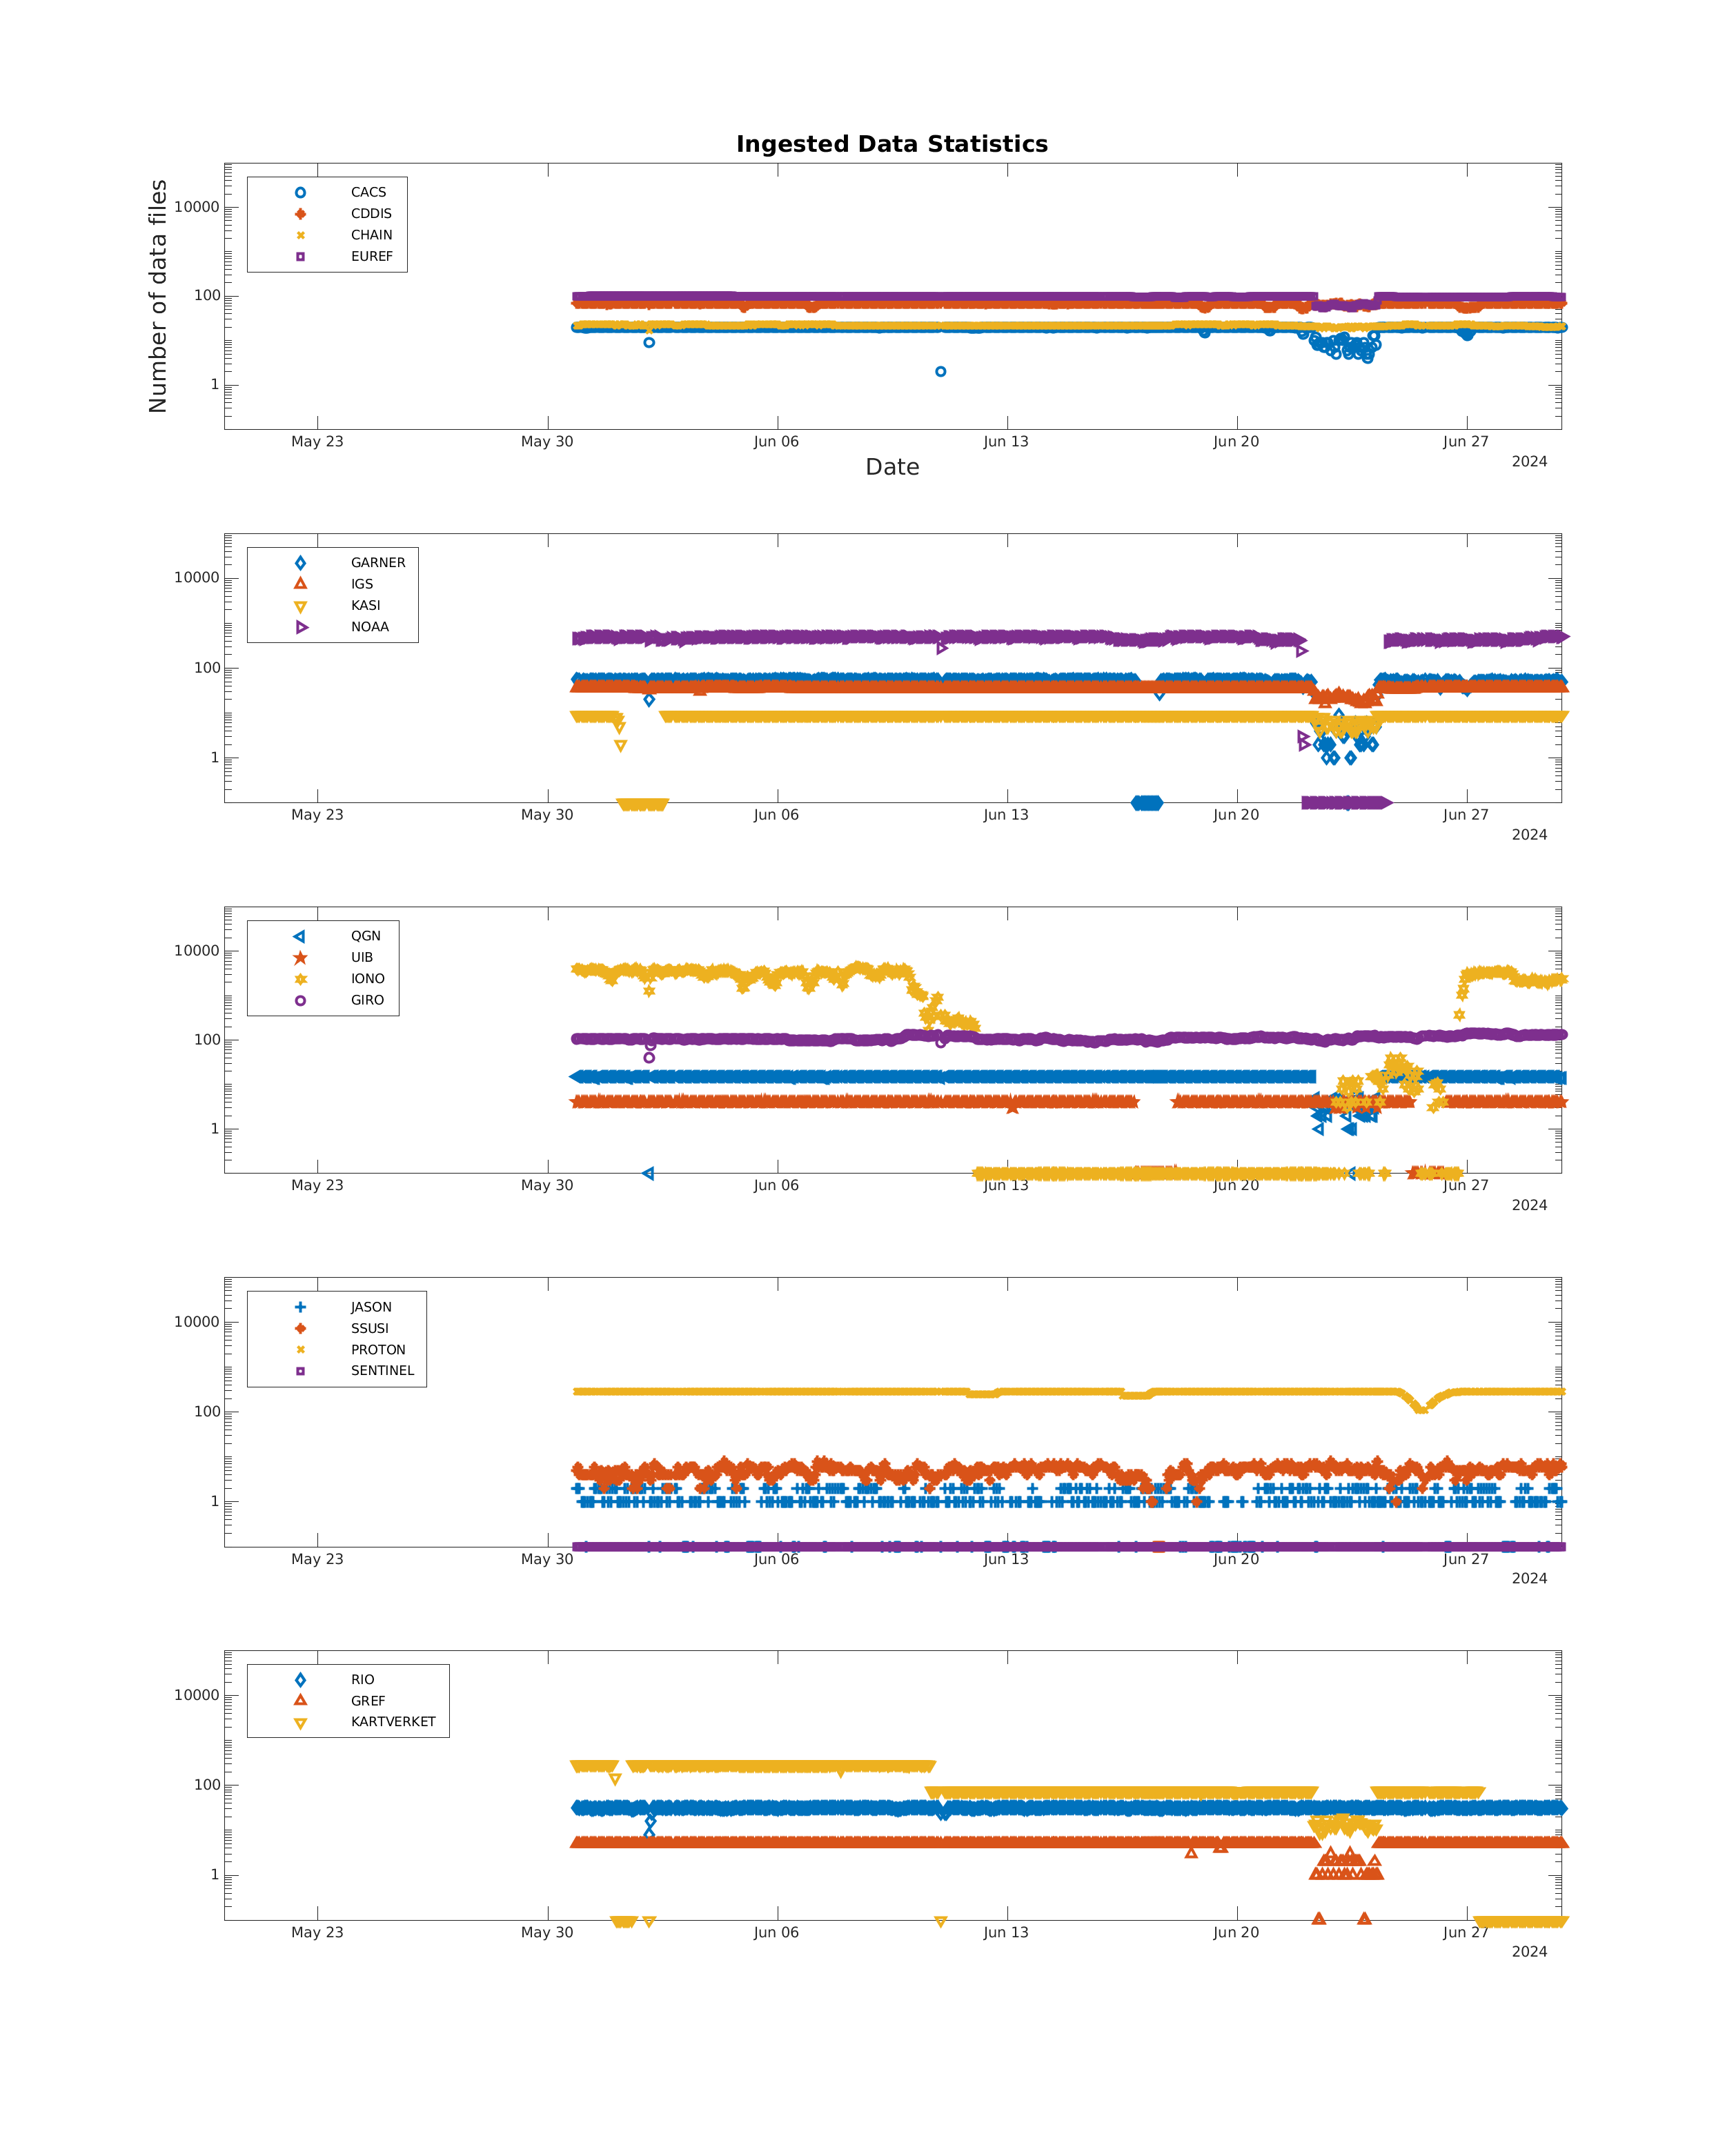 Ingested Data Statistics
Number of data files
CACS
CDDIS
CHAIN
EUREF
10000
100
1
May 23 May 30 Jun 06 Jun 13 Jun 20 Jun 27
2024
Date
GARNER
IGS
KASI
NOAA
10000
100
1
May 23 May 30 Jun 06 Jun 13 Jun 20 Jun 27
2024
QGN
UIB
IONO
GIRO
10000
100
1
May 23 May 30 Jun 06 Jun 13 Jun 20 Jun 27
2024
JASON
SSUSI
PROTON
SENTINEL
10000
100
1
May 23 May 30 Jun 06 Jun 13 Jun 20 Jun 27
2024
RIO
GREF
KARTVERKET
10000
100
1
May 23 May 30 Jun 06 Jun 13 Jun 20 Jun 27
2024